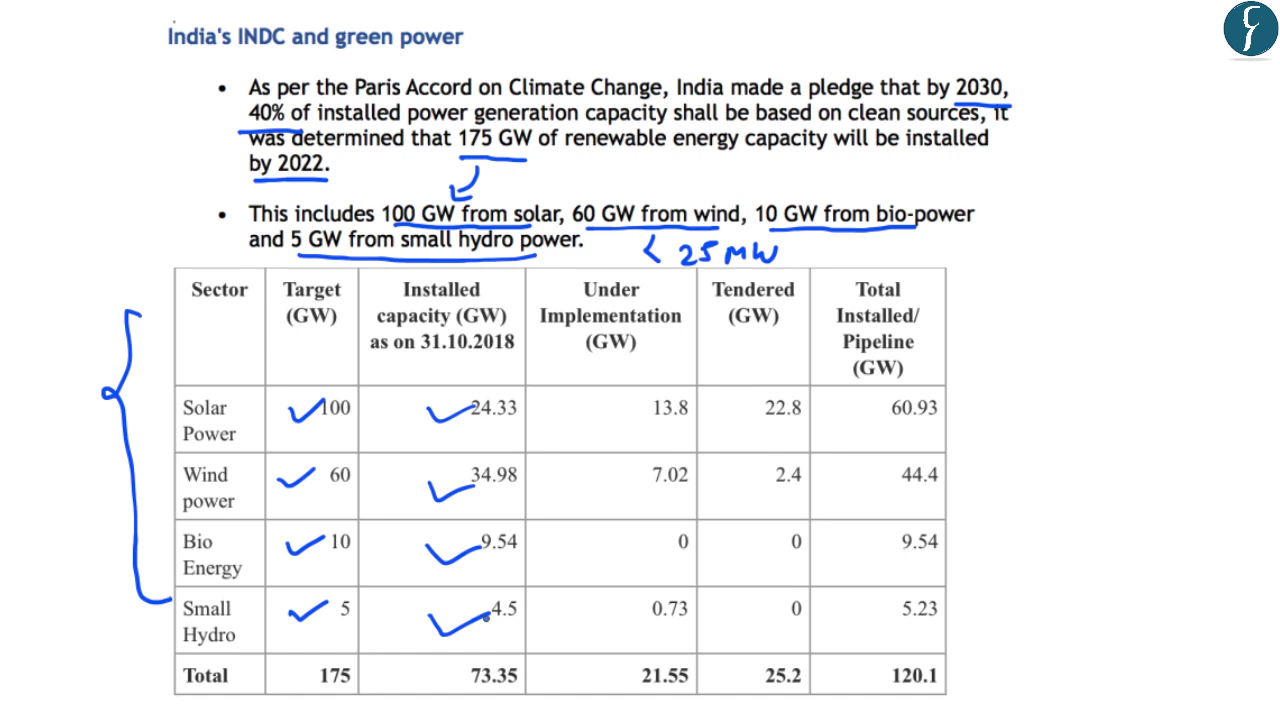 India's INDC and green power
• As per the Paris Accord on Climate Change, India made a pledge that by 2030,
40% of installed power generation capacity shall be based on clean sources, it
was determined that 175 GW of renewable energy capacity will be installed
by 2022.
• This includes 100 GW from solar, 60 GW from wind, 10 GW from bio-power
and 5 GW from small hydro power.
< 25 MW
Sector Target (GW) Installed capacity (GW) as on 31.10.2018 Under Implementation (GW) Tendered (GW) Total Installed/ Pipeline (GW)
Solar Power 100 24.33 13.8 22.8 60.93
Wind power 60 34.98 7.02 2.4 44.4
Bio Energy 10 9.54 0 0 9.54
Small Hydro 5 4.5 0.73 0 5.23
Total 175 73.35 21.55 25.2 120.1